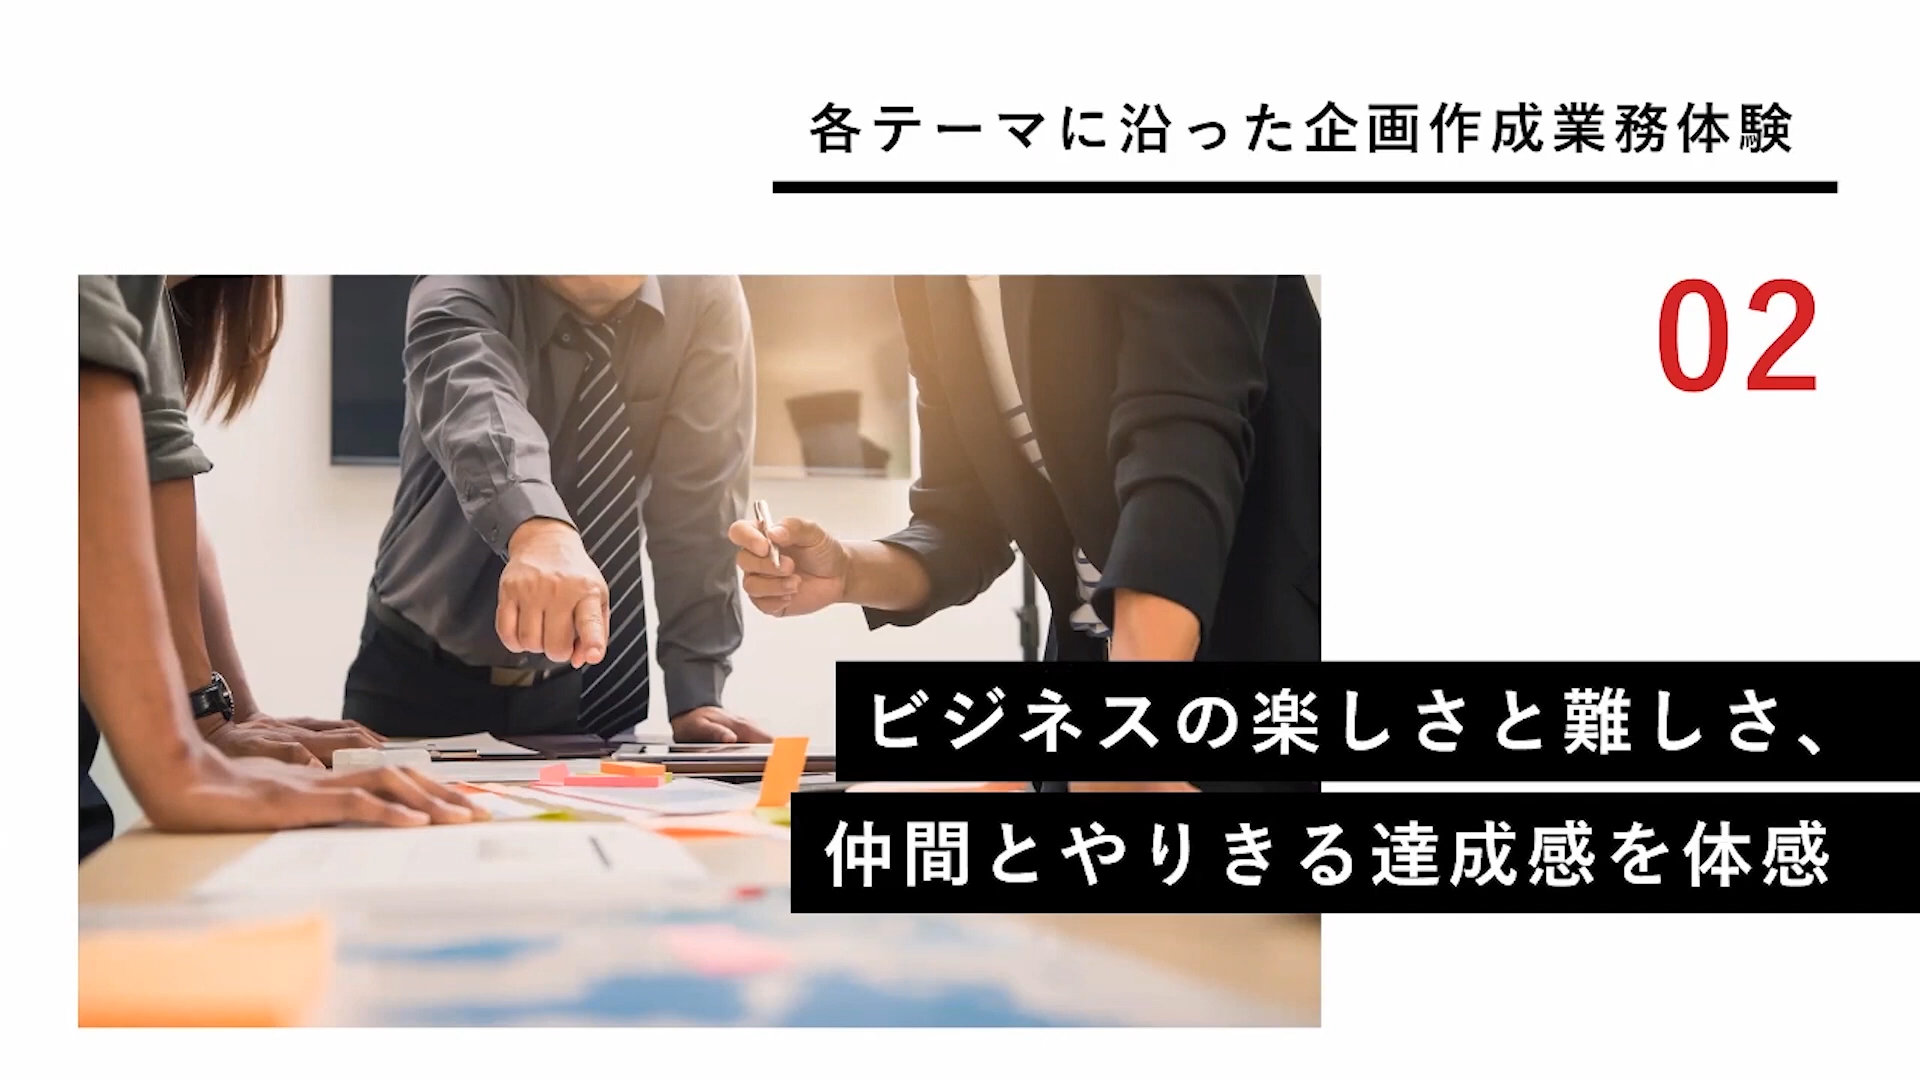 各テーマに沿った企画作成業務体験
02
ビジネスの楽しさと難しさ、
仲間とやりきる達成感を体感